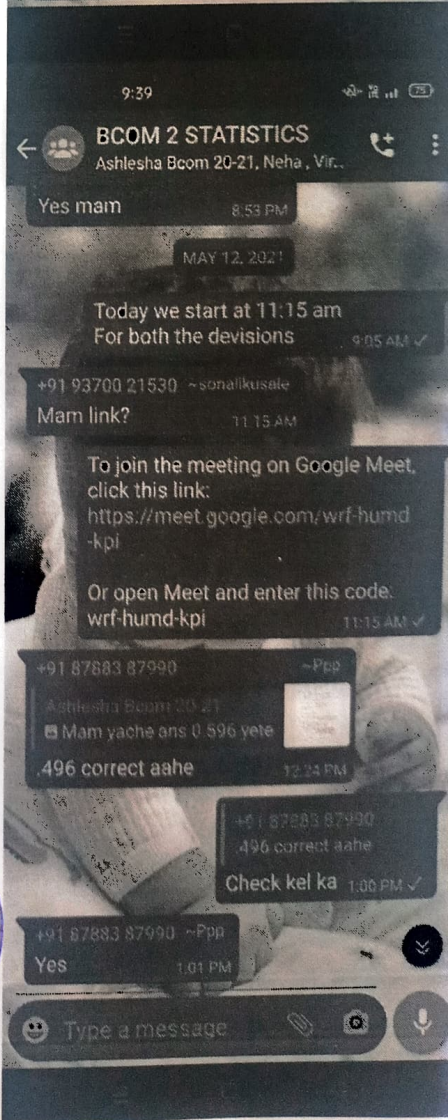 9:39
75
BCOM 2 STATISTICS
Ashlesha Bcom 20-21, Neha, Vir...
Yes mam
8:53 PM
MAY 12, 2021
Today we start at 11:15 am
For both the devisions
9:05 AM
+91 93700 21530 ~sonalikusale
Mam link?
11:15 AM
To join the meeting on Google Meet,
click this link:
https://meet.google.com/wrf-humd
-kpi
Or open Meet and enter this code.
wrf-humd-kpi
11:15 AM
+91 87883 87990 ~Ppp
Ashlesha Bcom 20-21
Mam yache ans 0.596 yete
.496 correct aahe
12:24 PM
+91 87883 87990
.496 correct aahe
Check kel ka
1:00 PM
+91 87883 87990 ~Ppp
Yes
1:01 PM
Type a message